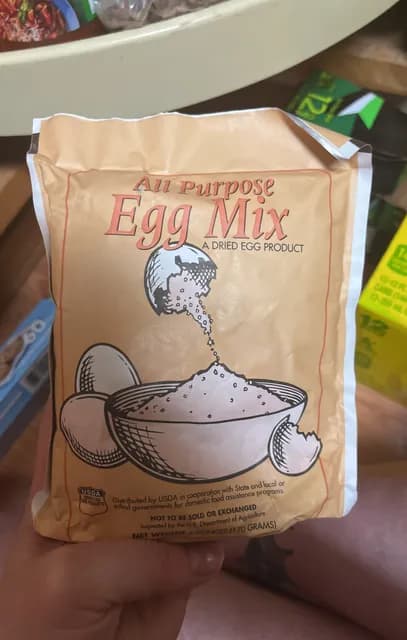 All Purpose
Egg Mix
A DRIED EGG PRODUCT
USDA
Distributed by USDA in cooperation with State and local or
tribal governments for domestic food assistance programs.
NOT TO BE SOLD OR EXCHANGED
Inspected by the U.S. Department of Agriculture
GRAMS)
12
12